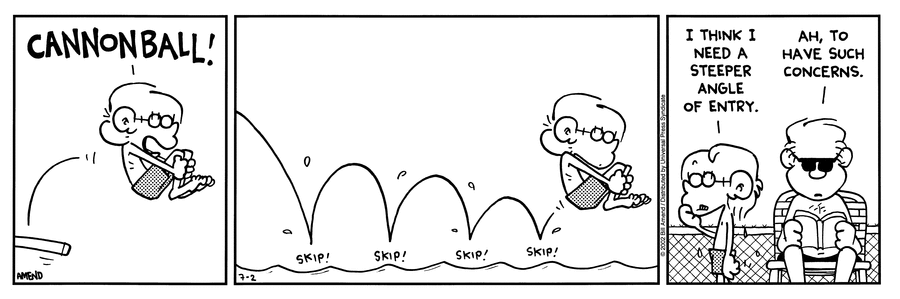 CANNONBALL!
AMEND
SKIP!
SKIP!
SKIP!
SKIP!
7-2
© 2002 Bill Amend / Distributed by Universal Press Syndicate
I THINK I
NEED A
STEEPER
ANGLE
OF ENTRY.
AH, TO
HAVE SUCH
CONCERNS.